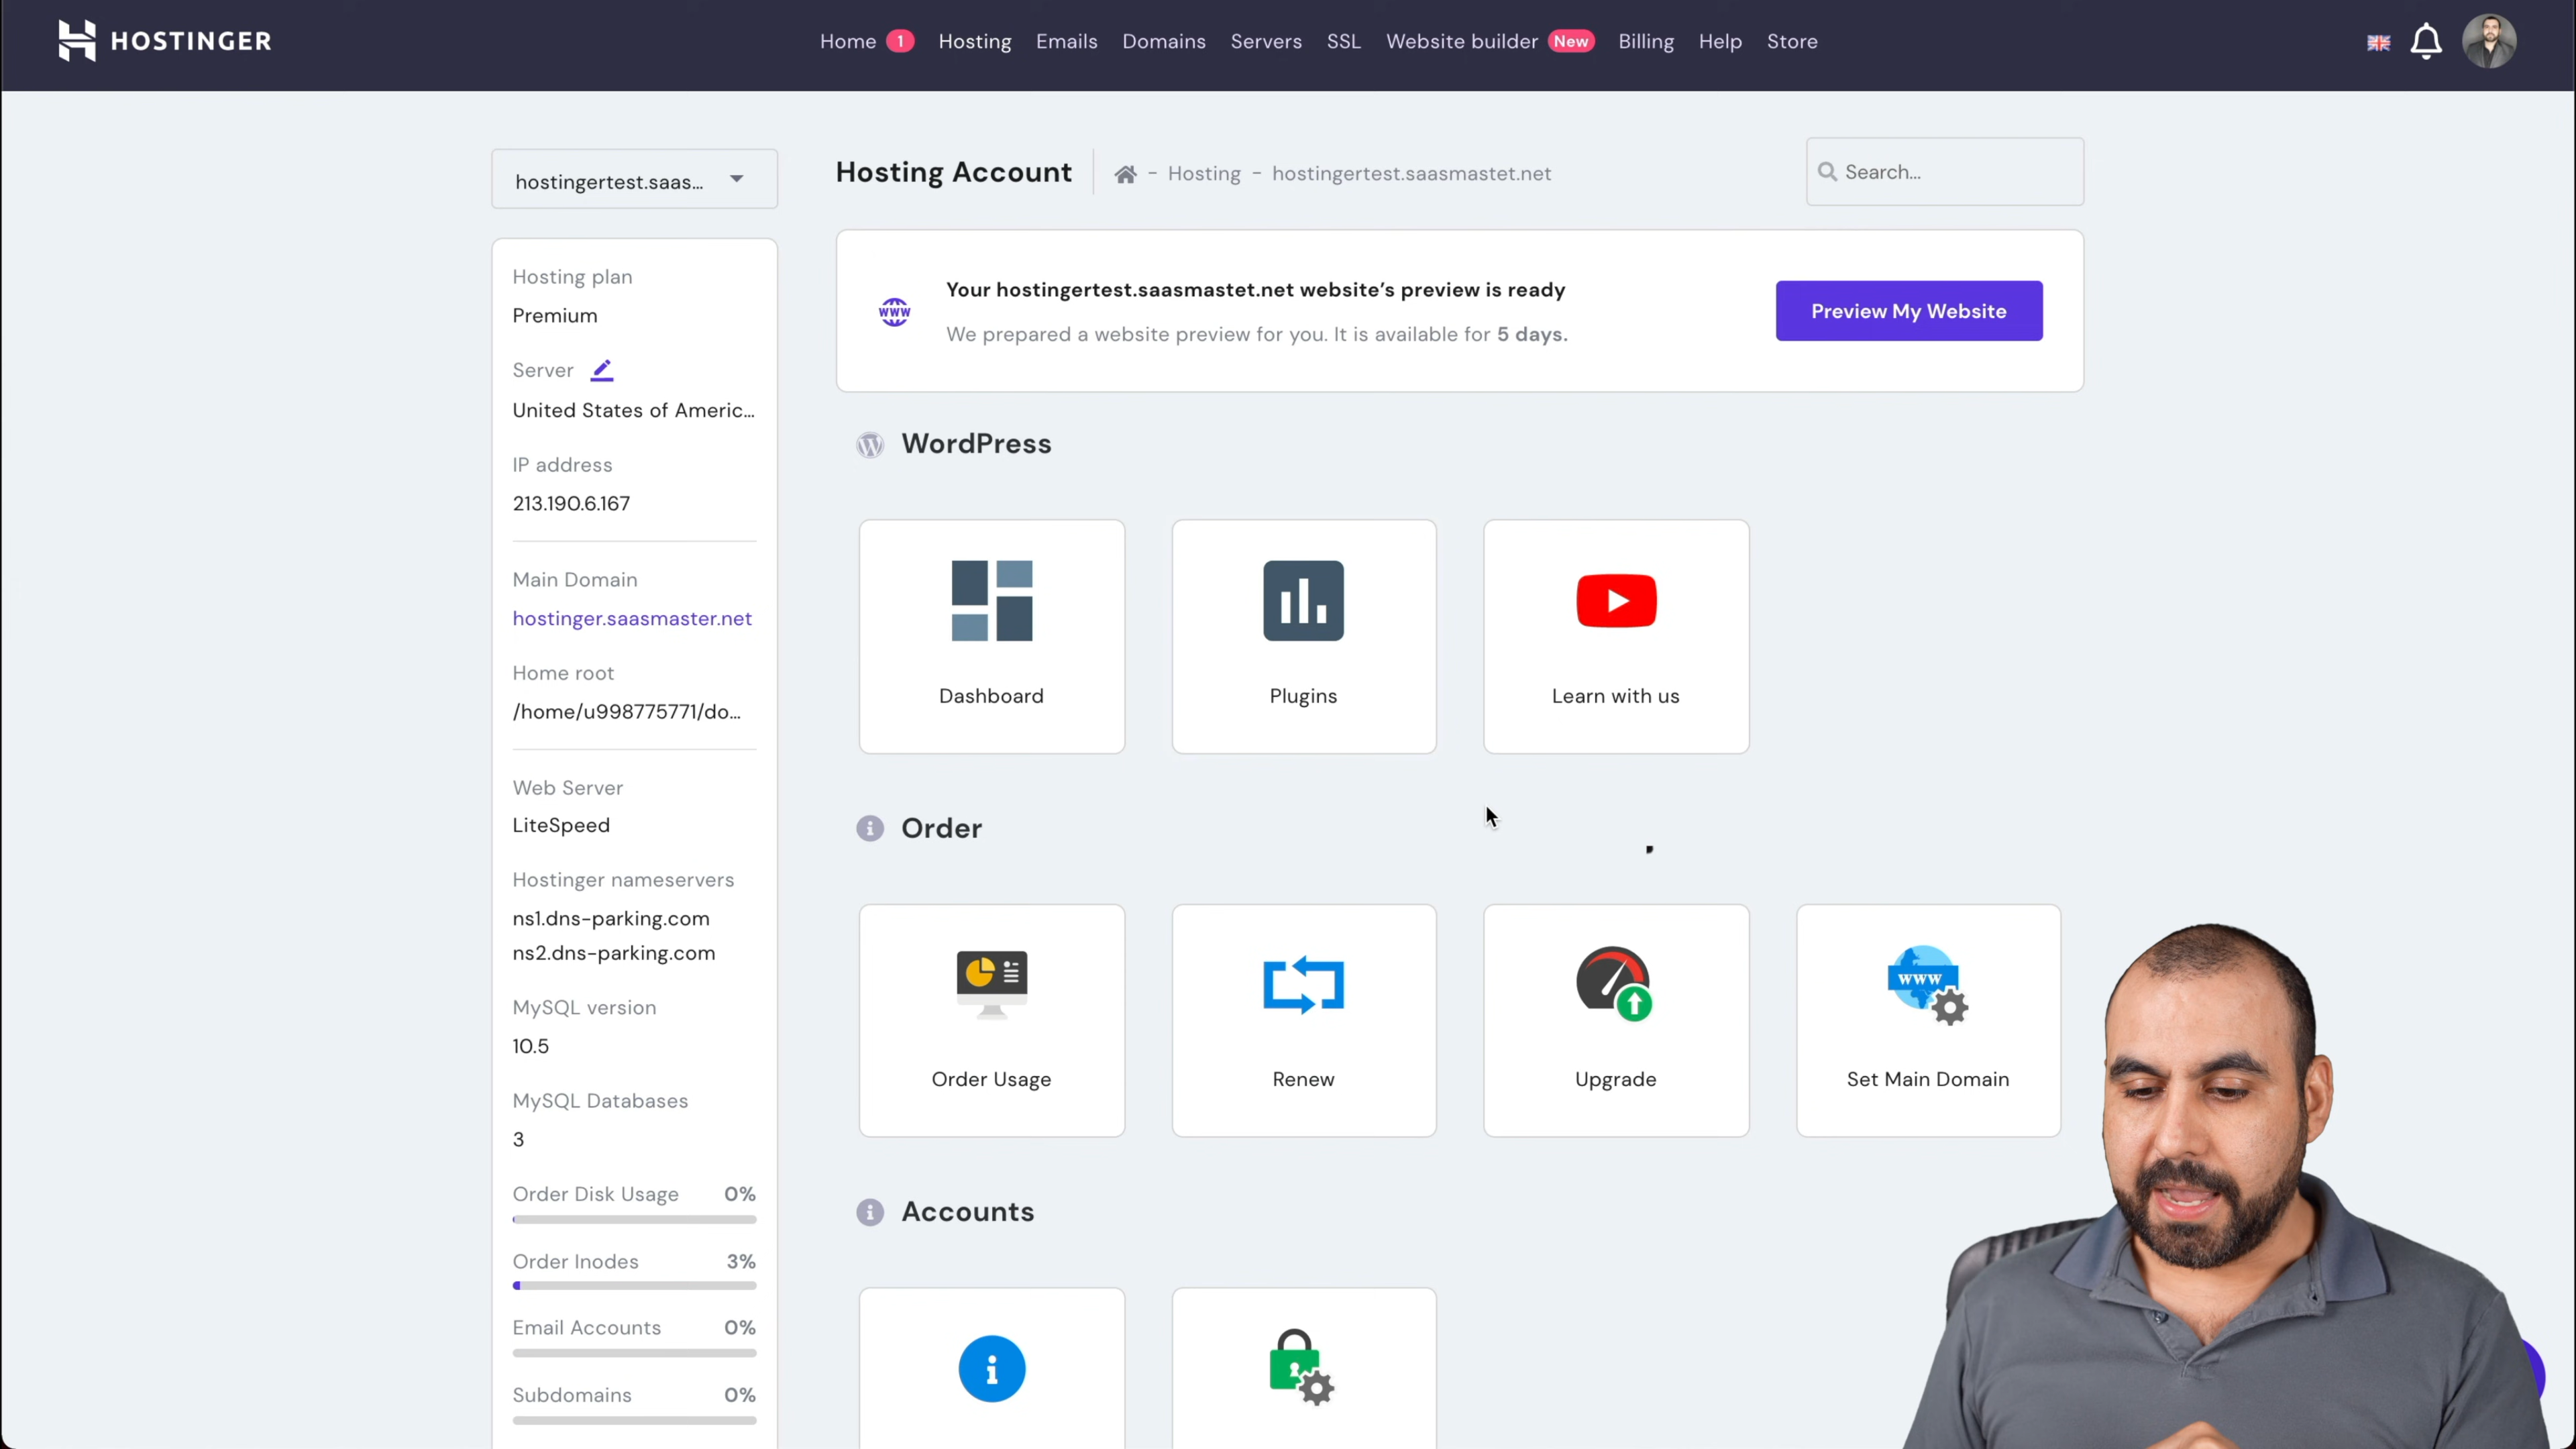 HOSTINGER
Home 1 Hosting Emails Domains Servers SSL Website builder New Billing Help Store
hostingertest.saas...
Hosting Account - Hosting - hostingertest.saasmastet.net
Search...
Hosting plan
Premium
Server
United States of Americ...
IP address
213.190.6.167
Main Domain
hostinger.saasmaster.net
Home root
/home/u998775771/do...
Web Server
LiteSpeed
Hostinger nameservers
ns1.dns-parking.com
ns2.dns-parking.com
MySQL version
10.5
MySQL Databases
3
Order Disk Usage 0%
Order Inodes 3%
Email Accounts 0%
Subdomains 0%
www
Your hostingertest.saasmastet.net website's preview is ready
We prepared a website preview for you. It is available for 5 days.
Preview My Website
WordPress
Dashboard
Plugins
Learn with us
Order
www
Order Usage
Renew
Upgrade
Set Main Domain
Accounts